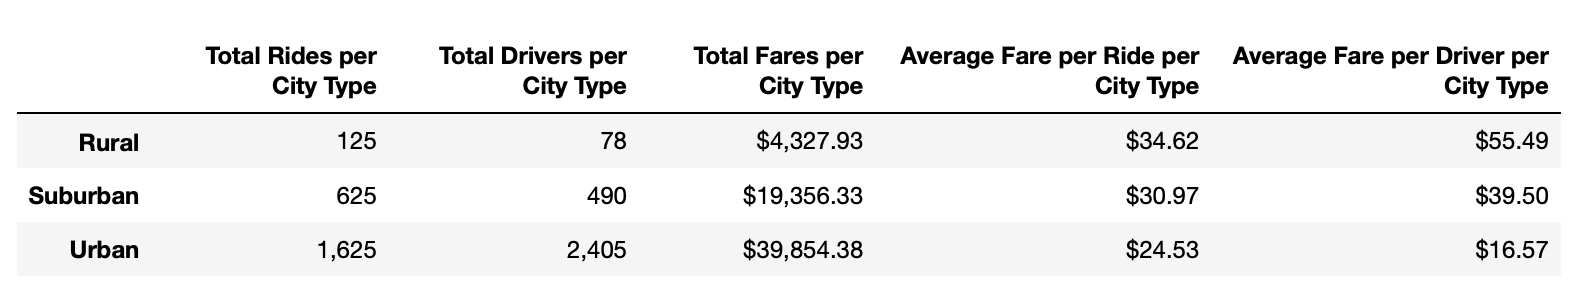 Total Rides per Total Drivers per Total Fares per Average Fare per Ride per Average Fare per Driver per
City Type City Type City Type City Type City Type
Rural 125 78 $4,327.93 $34.62 $55.49
Suburban 625 490 $19,356.33 $30.97 $39.50
Urban 1,625 2,405 $39,854.38 $24.53 $16.57